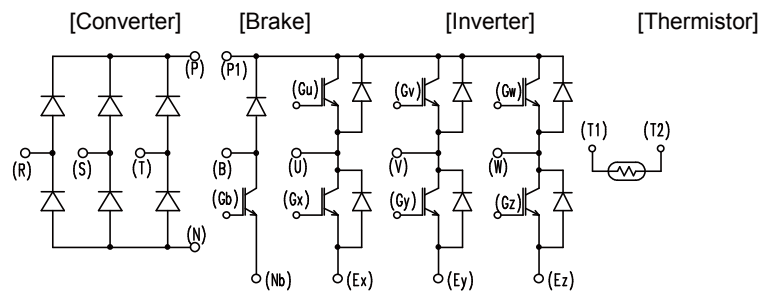 [Converter] [Brake] [Inverter] [Thermistor]
(P) (P1)
(Gu) (Gv) (Gw)
(T1) (T2)
(R) (S) (T) (B) (U) (V) (W)
(Gb) (Gx) (Gy) (Gz)
(N)
(Nb) (Ex) (Ey) (Ez)